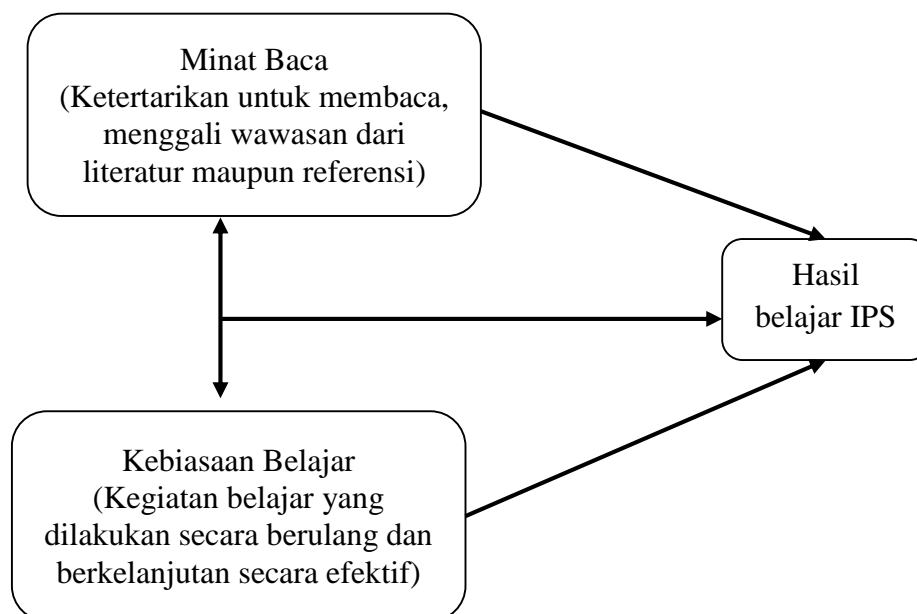 Minat Baca
(Ketertarikan untuk membaca,
menggali wawasan dari
literatur maupun referensi)
Hasil
belajar IPS
Kebiasaan Belajar
(Kegiatan belajar yang
dilakukan secara berulang dan
berkelanjutan secara efektif)